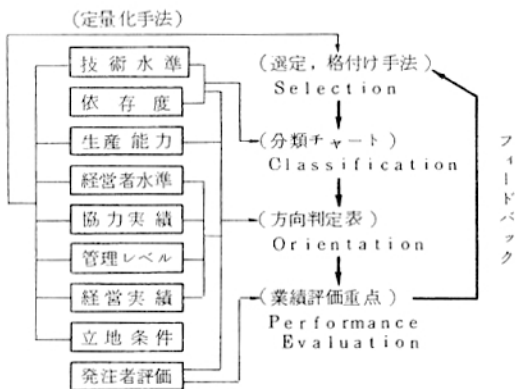 (定量化手法)
技術水準
依存度
生産能力
経営者水準
協力実績
管理レベル
経営実績
立地条件
発注者評価
(選定,格付け手法)
Selection
(分類チャート)
Classification
(方向判定表)
Orientation
(業績評価重点)
Performance
Evaluation
フィードバック